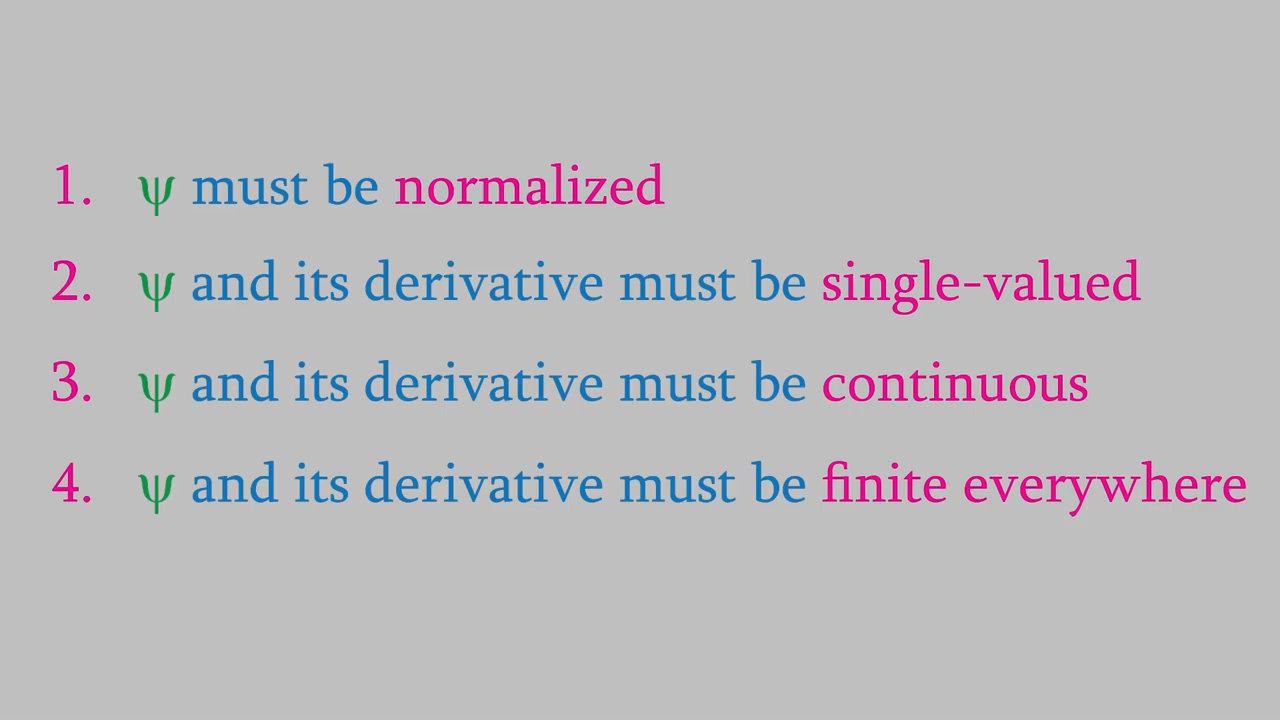 1. ψ must be normalized
2. ψ and its derivative must be single-valued
3. ψ and its derivative must be continuous
4. ψ and its derivative must be finite everywhere